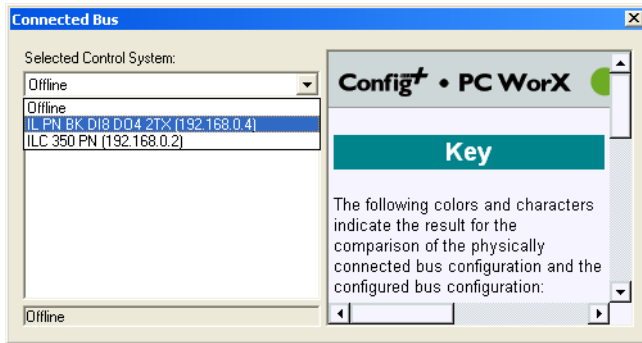 Connected Bus
Selected Control System:
Offline
Offline
IL PN BK DI8 DO4 2TX (192.168.0.4)
ILC 350 PN (192.168.0.2)
Offline
Config+ • PC WorX
Key
The following colors and characters
indicate the result for the
comparison of the physically
connected bus configuration and the
configured bus configuration: